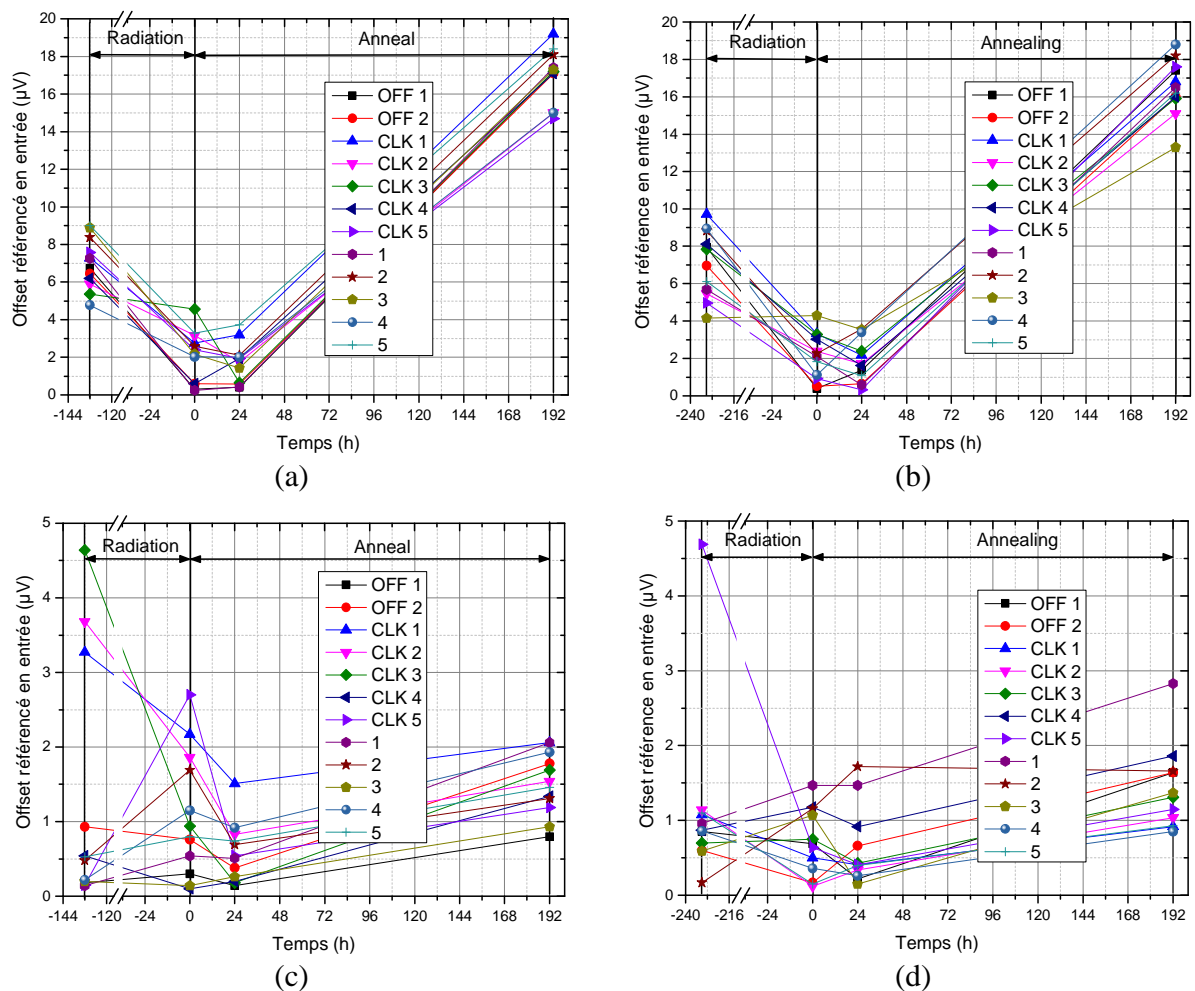 Radiation
Anneal
Offset référencé en entrée (µV)
20
18
16
14
12
10
8
6
4
2
0
OFF 1
OFF 2
CLK 1
CLK 2
CLK 3
CLK 4
CLK 5
1
2
3
4
5
-144 -120 -24 0 24 48 72 96 120 144 168 192
Temps (h)
(a)
Radiation
Annealing
Offset référence en entrée (µV)
20
18
16
14
12
10
8
6
4
2
0
OFF 1
OFF 2
CLK 1
CLK 2
CLK 3
CLK 4
CLK 5
1
2
3
4
5
-240 -216 -24 0 24 48 72 96 120 144 168 192
Temps (h)
(b)
Radiation
Anneal
Offset référencé en entrée (µV)
5
4
3
2
1
0
OFF 1
OFF 2
CLK 1
CLK 2
CLK 3
CLK 4
CLK 5
1
2
3
4
5
-144 -120 -24 0 24 48 72 96 120 144 168 192
Temps (h)
(c)
Radiation
Annealing
Offset référence en entrée (µV)
5
4
3
2
1
0
OFF 1
OFF 2
CLK 1
CLK 2
CLK 3
CLK 4
CLK 5
1
2
3
4
5
-240 -216 -24 0 24 48 72 96 120 144 168 192
Temps (h)
(d)